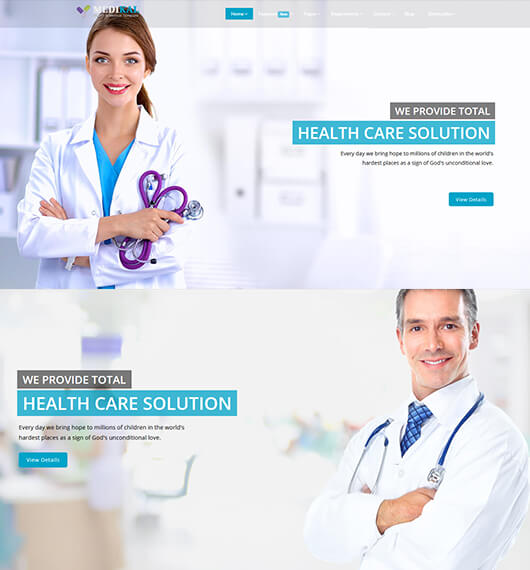 MEDIKAL
Home
New
WE PROVIDE TOTAL
HEALTH CARE SOLUTION
Every day we bring hope to millions of children in the world's
hardest places as a sign of God's unconditional love.
View Details
WE PROVIDE TOTAL
HEALTH CARE SOLUTION
Every day we bring hope to millions of children in the world's
hardest places as a sign of God's unconditional love.
View Details